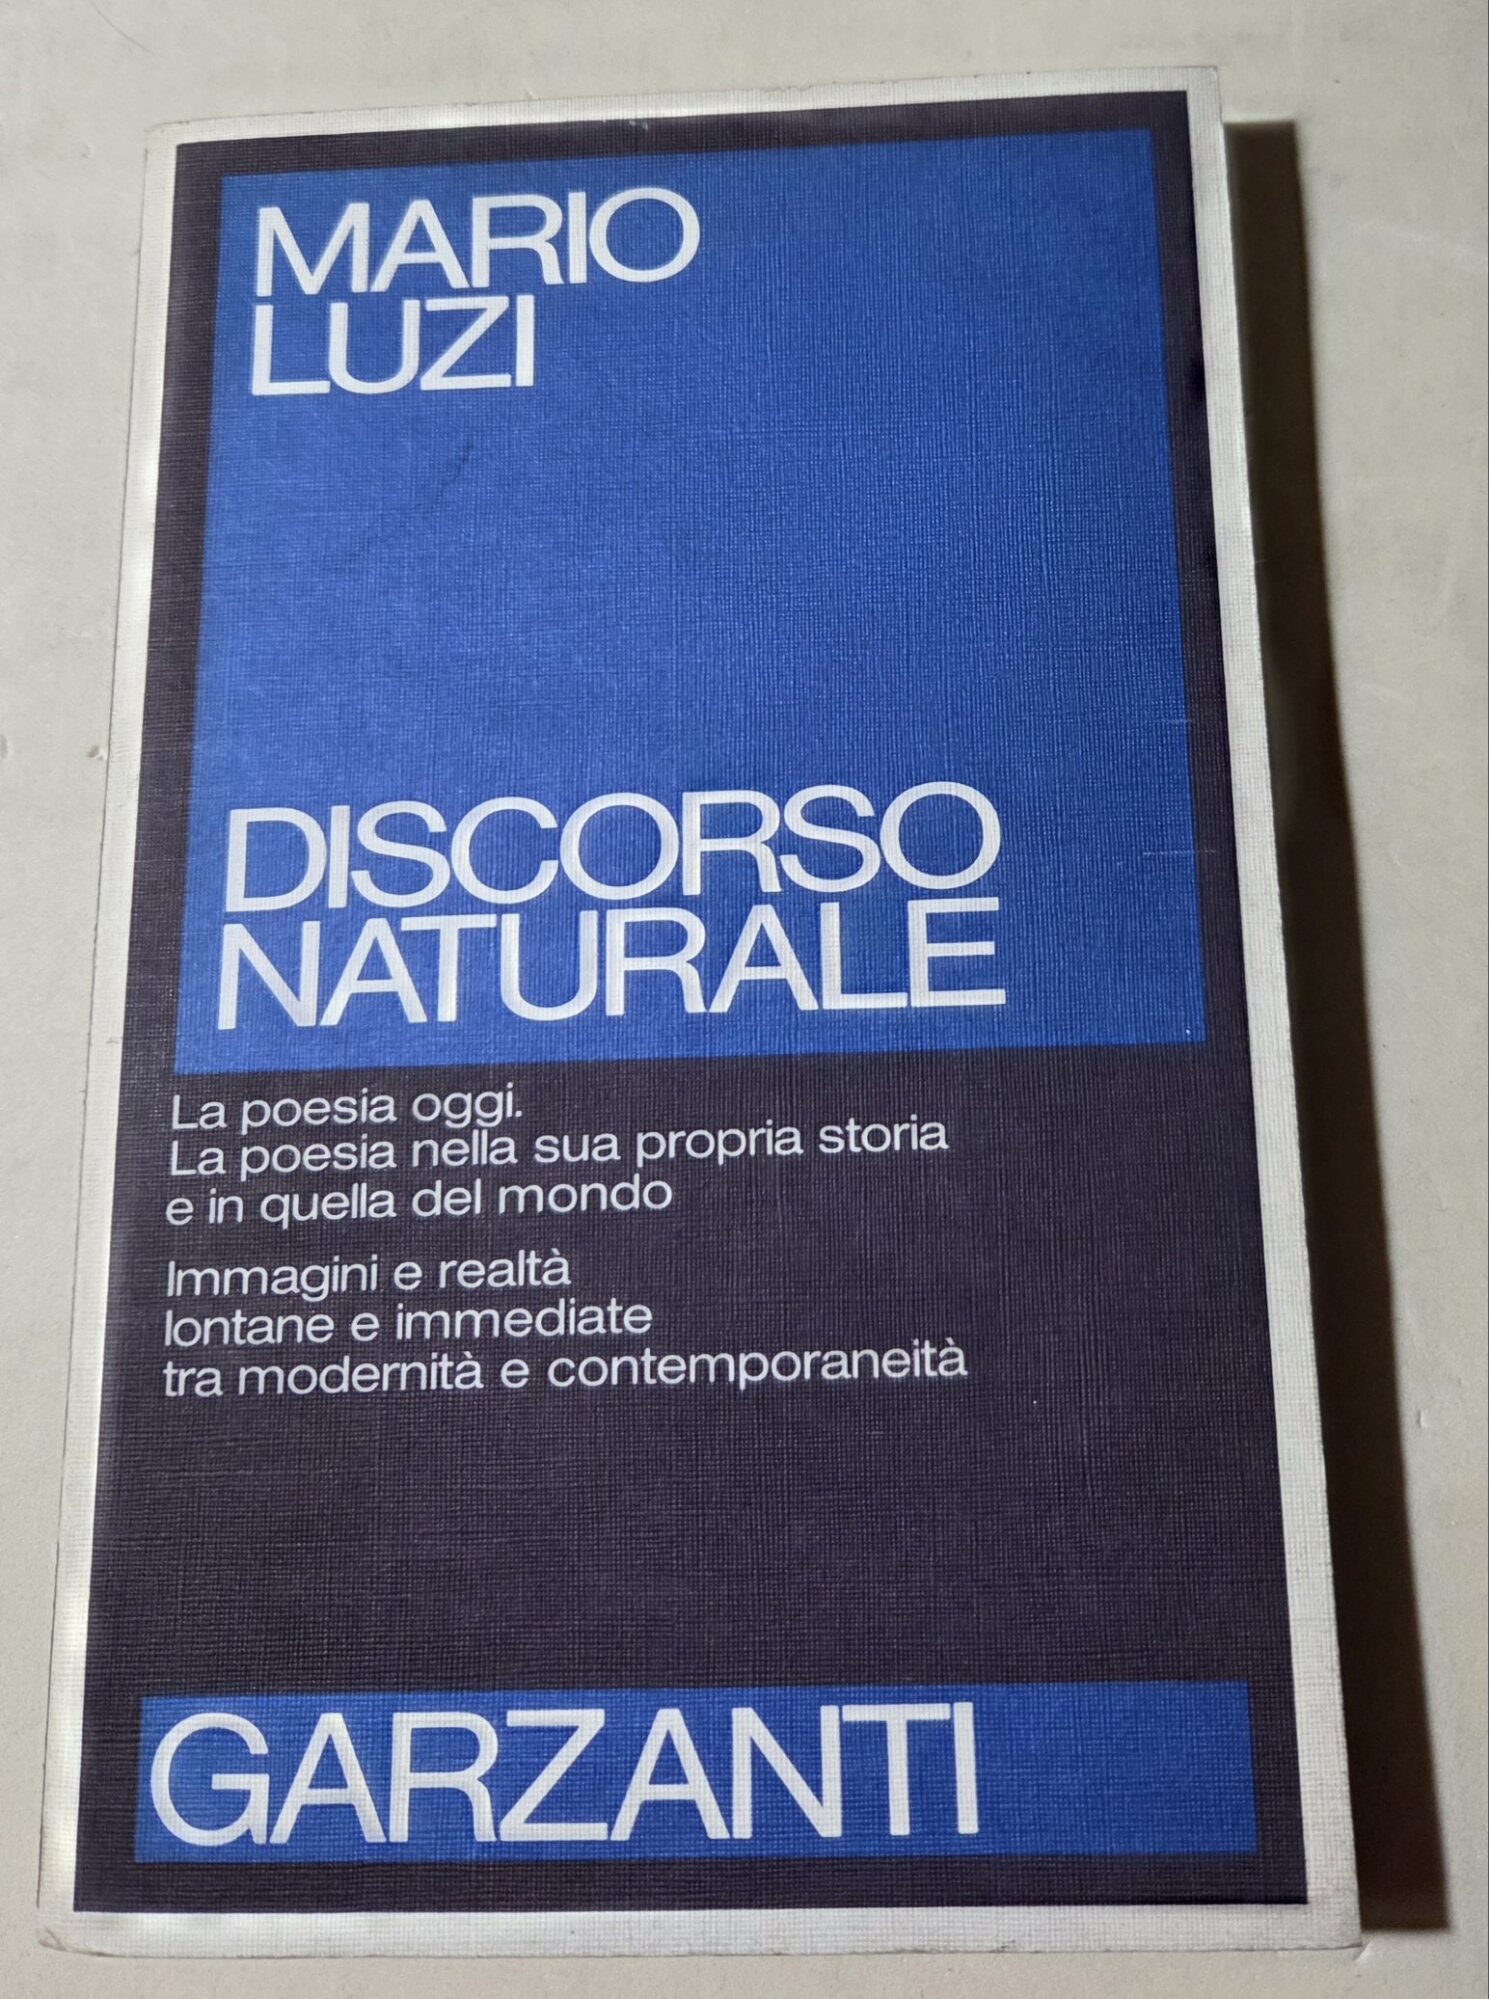 MARIO
LUZI
DISCORSO
NATURALE
La poesia oggi.
La poesia nella sua propria storia
e in quella del mondo
Immagini e realtà
lontane e immediate
tra modernità e contemporaneità
GARZANTI